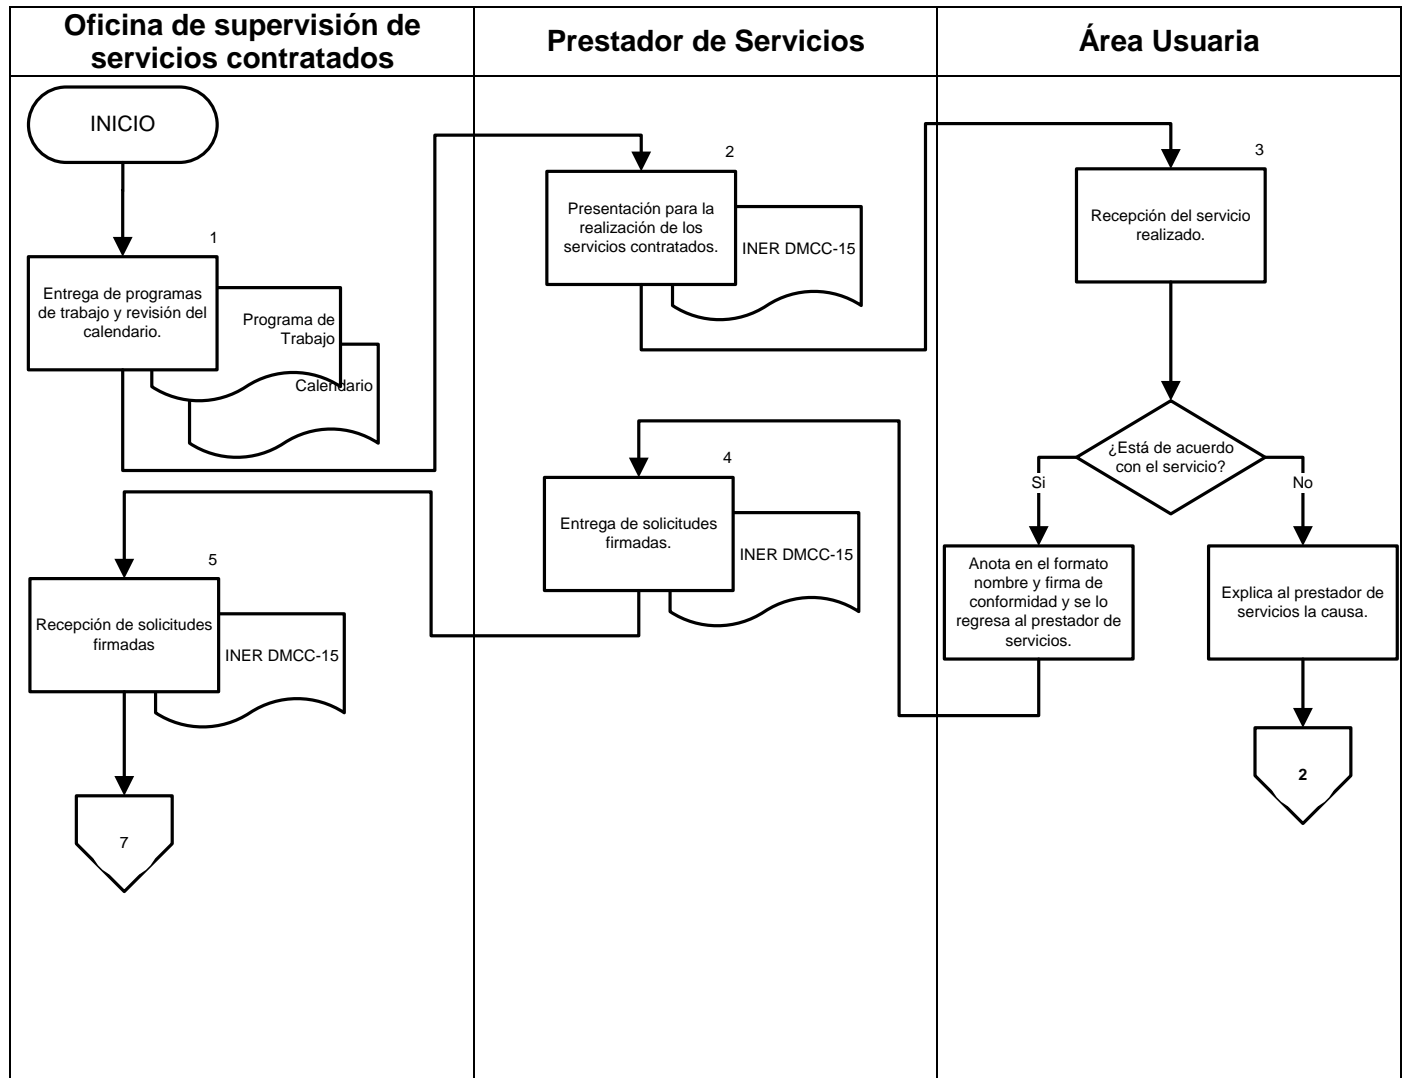 Oficina de supervisión de
servicios contratados
Prestador de Servicios
Área Usuaria
INICIO
1
Entrega de programas
de trabajo y revisión del
calendario.
Programa de
Trabajo
Calendario
2
Presentación para la
realización de los
servicios contratados.
INER DMCC-15
3
Recepción del servicio
realizado.
¿Está de acuerdo
con el servicio?
Si
No
Anota en el formato
nombre y firma de
conformidad y se lo
regresa al prestador de
servicios.
Explica al prestador de
servicios la causa.
2
4
Entrega de solicitudes
firmadas.
INER DMCC-15
5
Recepción de solicitudes
firmadas
INER DMCC-15
7